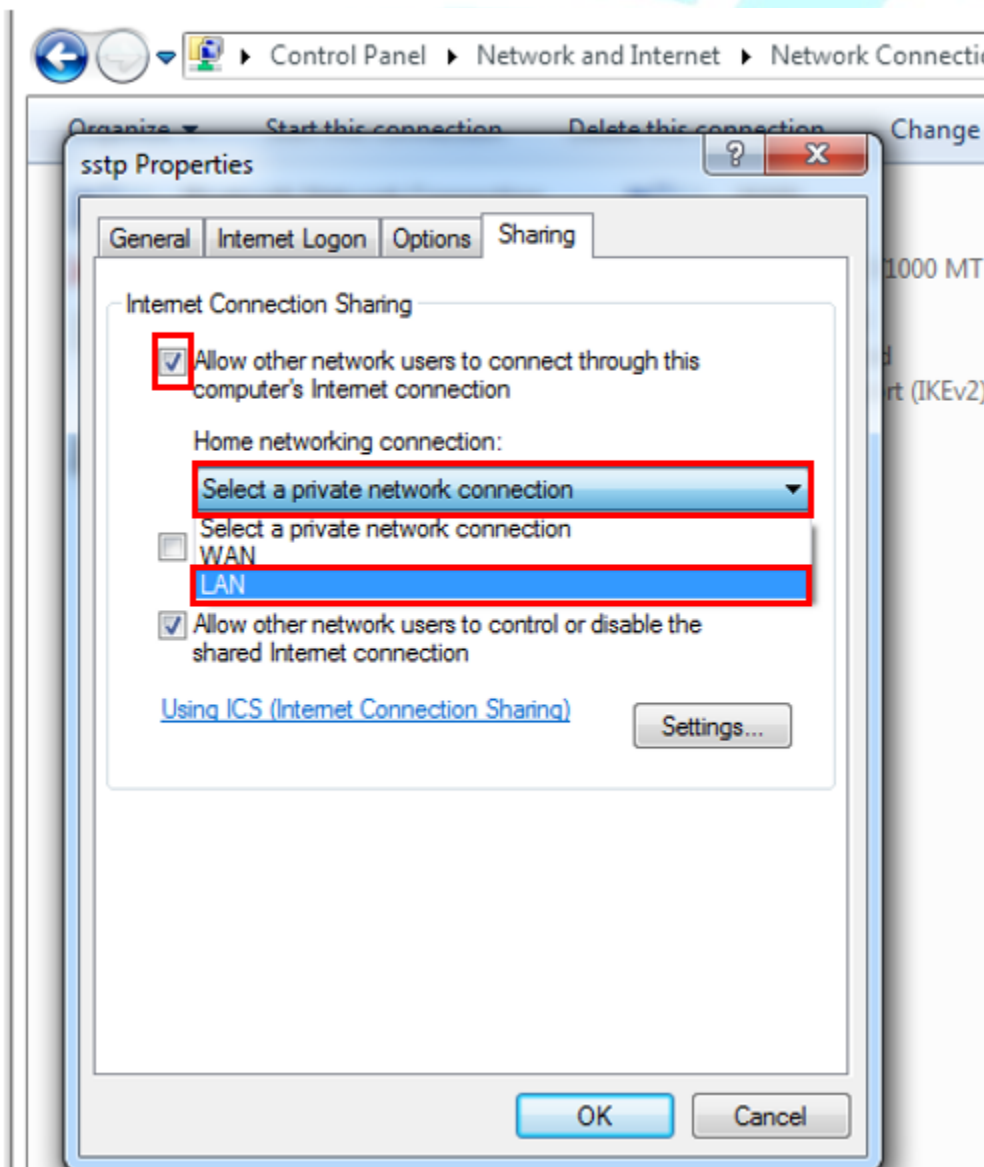 Control Panel Network and Internet Network Connectio
Organize Start this connection Delete this connection Change
sstp Properties
General Internet Logon Options Sharing
1000 MT
Internet Connection Sharing
Allow other network users to connect through this
computer's Internet connection
rt (IKEv2)
Home networking connection:
Select a private network connection
Select a private network connection
WAN
LAN
Allow other network users to control or disable the
shared Internet connection
Using ICS (Internet Connection Sharing)
Settings...
OK Cancel